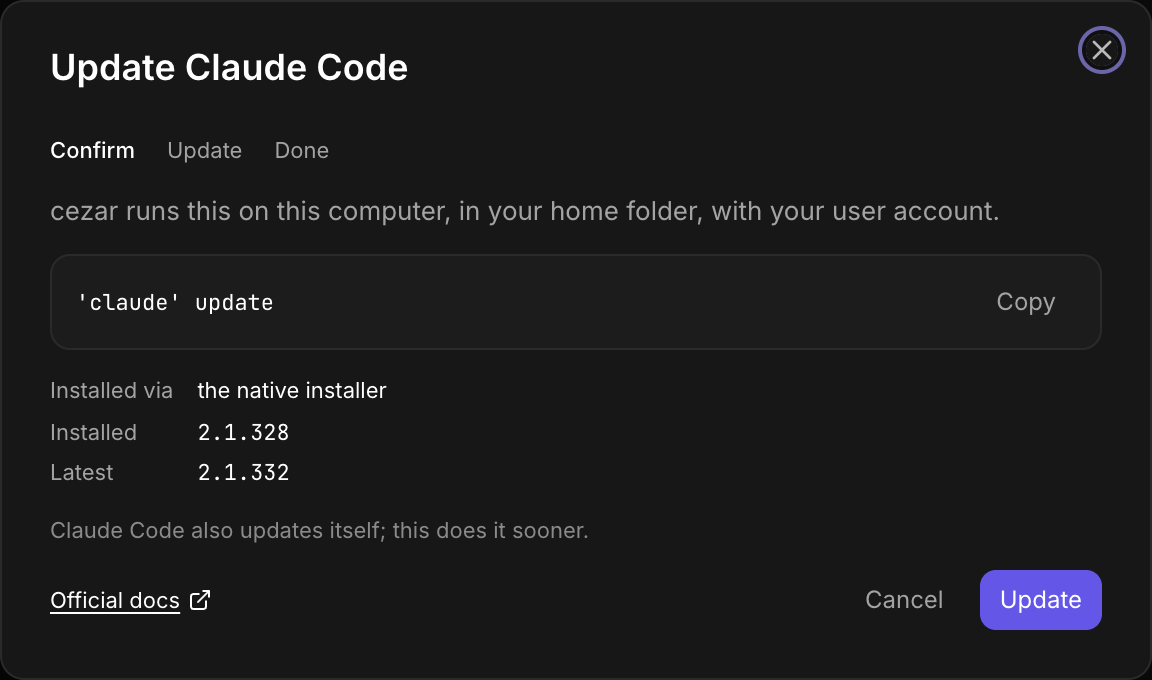 Update Claude Code
Confirm Update Done
cezar runs this on this computer, in your home folder, with your user account.
'claude' update Copy
Installed via the native installer
Installed 2.1.328
Latest 2.1.332
Claude Code also updates itself; this does it sooner.
Official docs Cancel Update